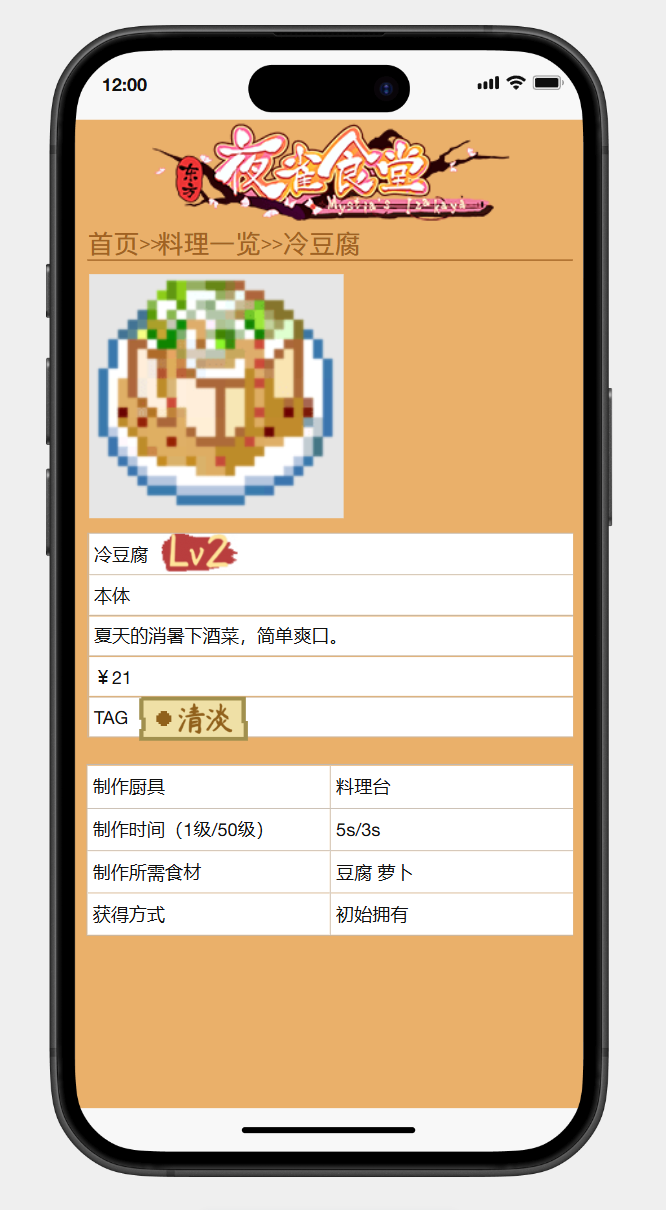 12:00
东方夜雀食堂
Mystia's Izakaya
首页>>料理一览>>冷豆腐
冷豆腐 Lv2
本体
夏天的消暑下酒菜，简单爽口。
￥21
TAG 清淡
制作厨具 料理台
制作时间（1级/50级） 5s/3s
制作所需食材 豆腐 萝卜
获得方式 初始拥有